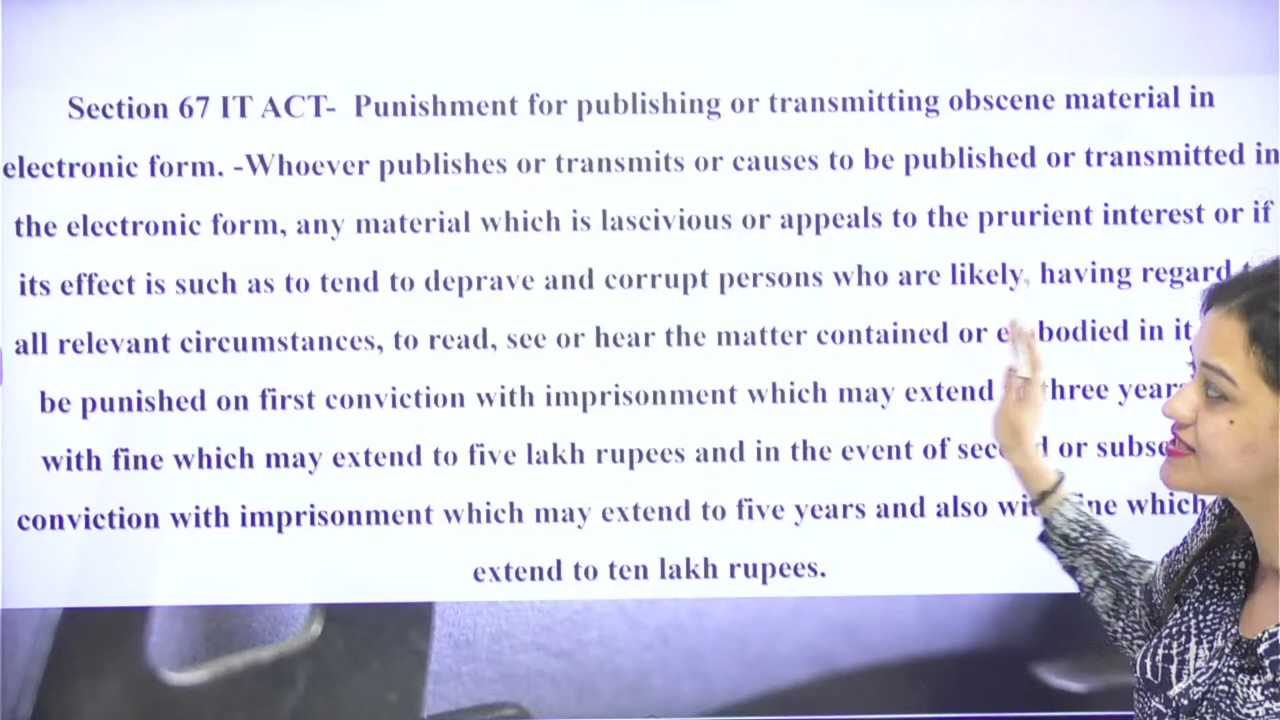 Section 67 IT ACT- Punishment for publishing or transmitting obscene material in
electronic form. -Whoever publishes or transmits or causes to be published or transmitted in
the electronic form, any material which is lascivious or appeals to the prurient interest or if
its effect is such as to tend to deprave and corrupt persons who are likely, having regard
all relevant circumstances, to read, see or hear the matter contained or in it
be punished on first conviction with imprisonment which may extend three
with fine which may extend to five lakh rupees and in the event of or
conviction with imprisonment which may extend to five years and also which
extend to ten lakh rupees.